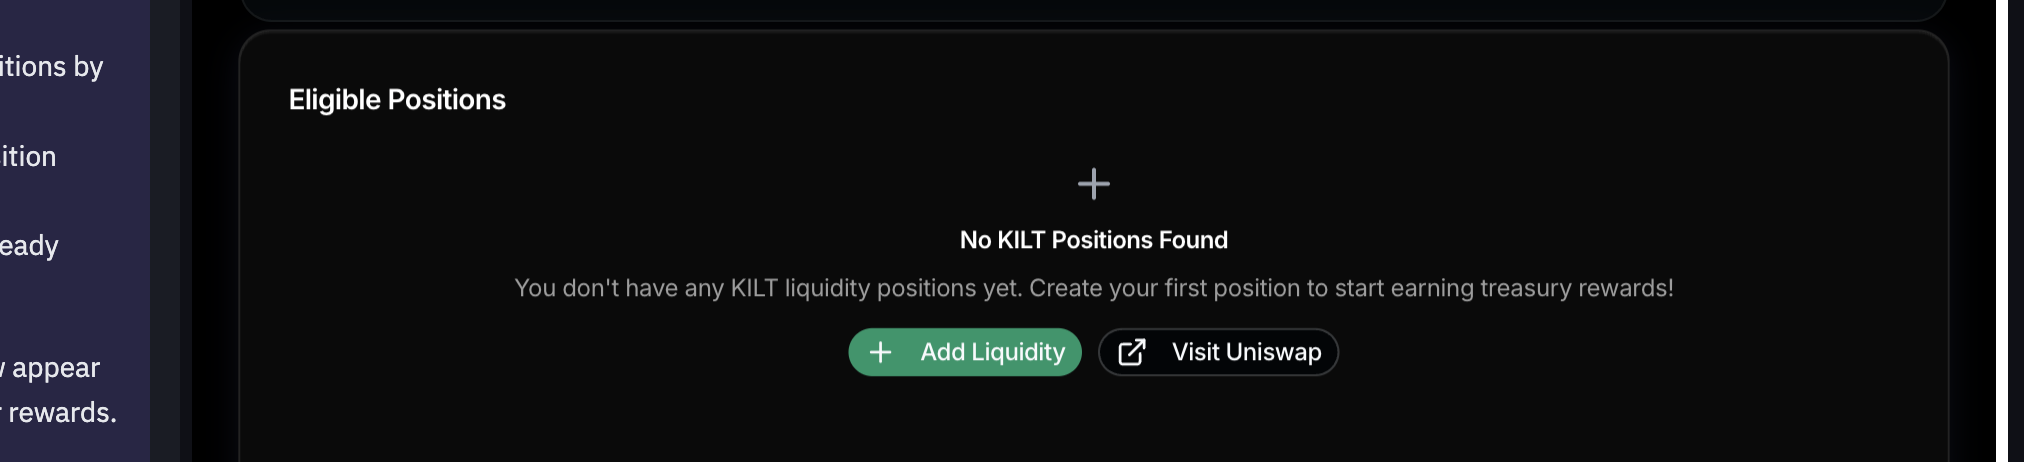 itions by
ition
eady
appear
rewards.
Eligible Positions
No KILT Positions Found
You don't have any KILT liquidity positions yet. Create your first position to start earning treasury rewards!
Add Liquidity
Visit Uniswap